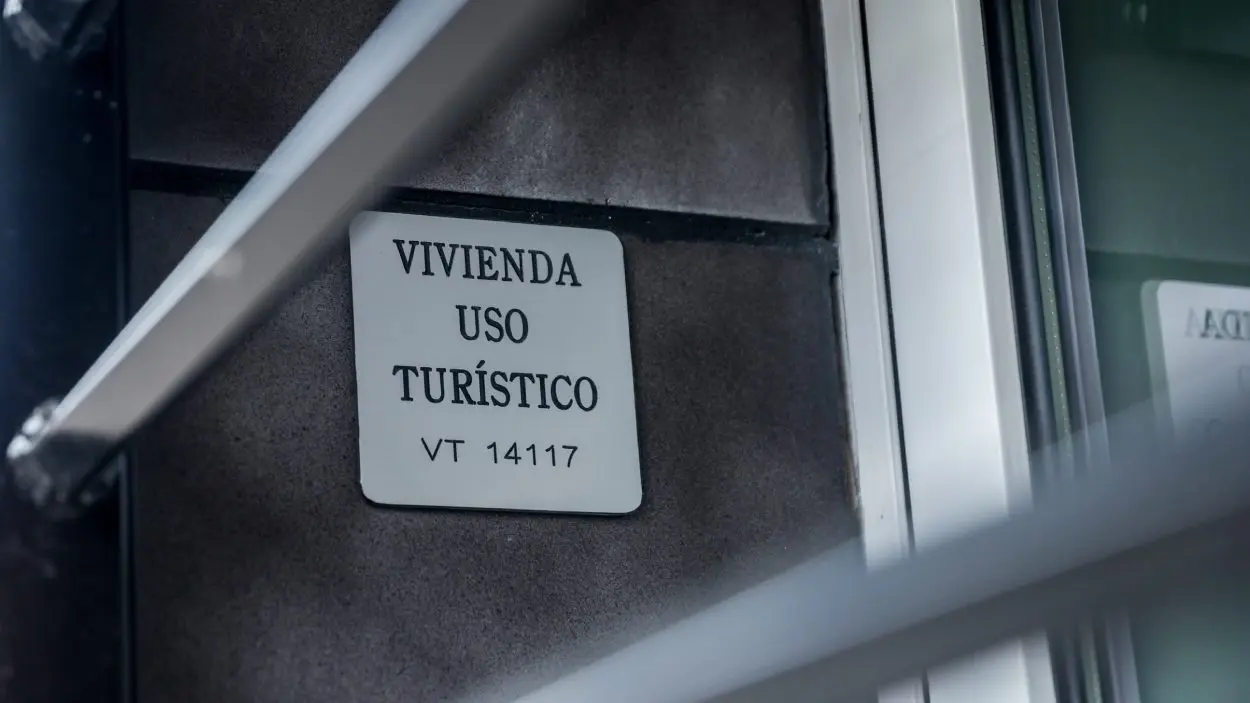 VIVIENDA
USO
TURÍSTICO
VT 14117